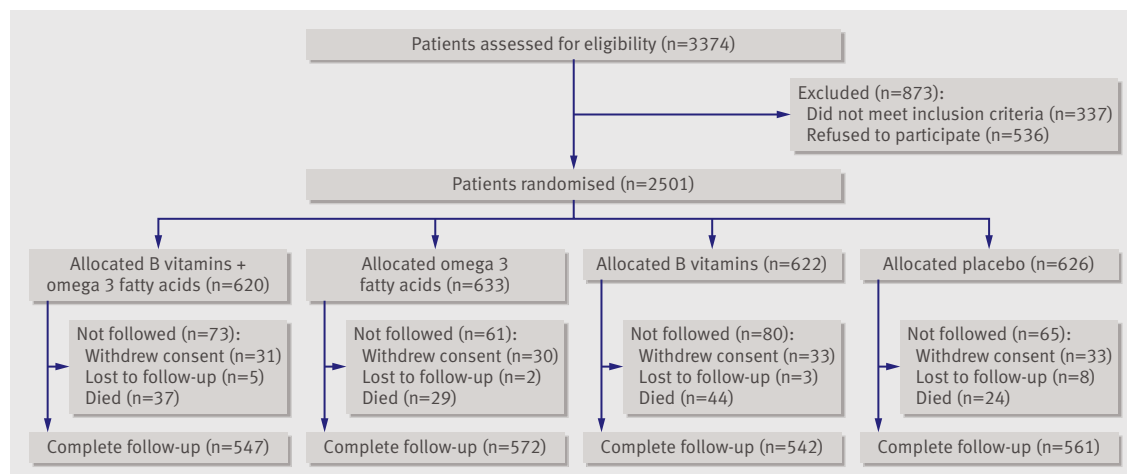 Patients assessed for eligibility (n=3374)
Excluded (n=873):
Did not meet inclusion criteria (n=337)
Refused to participate (n=536)
Patients randomised (n=2501)
Allocated B vitamins +
omega 3 fatty acids (n=620)
Allocated omega 3
fatty acids (n=633)
Allocated B vitamins (n=622)
Allocated placebo (n=626)
Not followed (n=73):
Withdrew consent (n=31)
Lost to follow-up (n=5)
Died (n=37)
Not followed (n=61):
Withdrew consent (n=30)
Lost to follow-up (n=2)
Died (n=29)
Not followed (n=80):
Withdrew consent (n=33)
Lost to follow-up (n=3)
Died (n=44)
Not followed (n=65):
Withdrew consent (n=33)
Lost to follow-up (n=8)
Died (n=24)
Complete follow-up (n=547)
Complete follow-up (n=572)
Complete follow-up (n=542)
Complete follow-up (n=561)